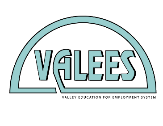 VALEES
VALLEY EDUCATION FOR EMPLOYMENT SYSTEM